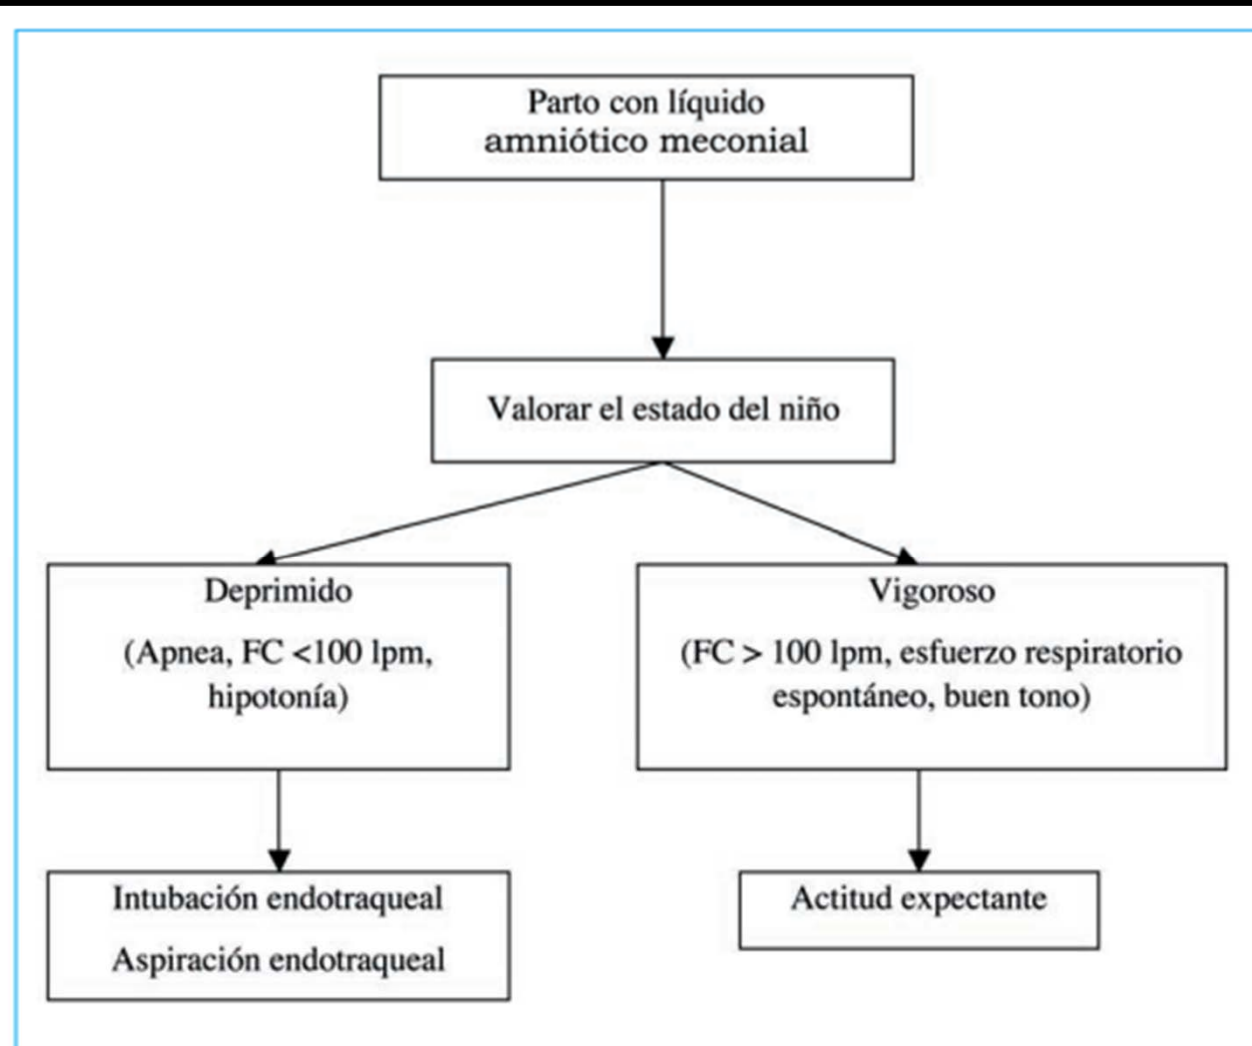 Parto con líquido
amniótico meconial
Valorar el estado del niño
Deprimido
(Apnea, FC <100 lpm,
hipotonía)
Vigoroso
(FC > 100 lpm, esfuerzo respiratorio
espontáneo, buen tono)
Intubación endotraqueal
Aspiración endotraqueal
Actitud expectante